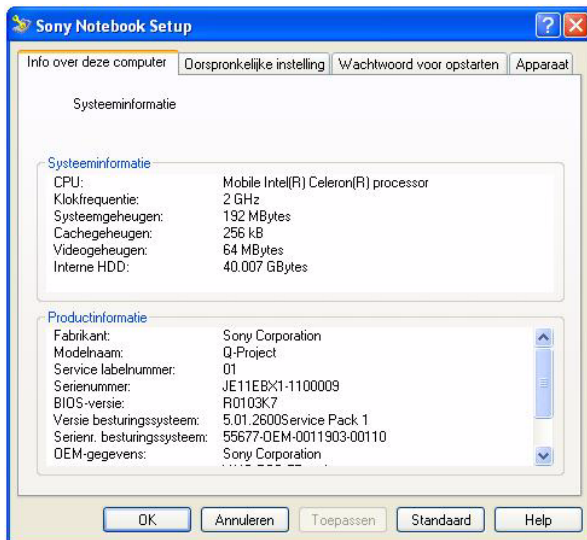 Sony Notebook Setup
Info over deze computer Oorspronkelijke instelling Wachtwoord voor opstarten Apparaat
Systeeminformatie
Systeeminformatie
CPU: Mobile Intel(R) Celeron(R) processor
Klokfrequentie: 2 GHz
Systeemgeheugen: 192 MBytes
Cachegeheugen: 256 kB
Videogeheugen: 64 MBytes
Interne HDD: 40.007 GBytes
Productinformatie
Fabrikant: Sony Corporation
Modelnaam: Q-Project
Service labelnummer: 01
Serienummer: JE11EBX1-1100009
BIOS-versie: R0103K7
Versie besturingssysteem: 5.01.2600Service Pack 1
Serienr. besturingssysteem: 55677-OEM-0011903-00110
OEM-gegevens: Sony Corporation
OK Annuleren Toepassen Standaard Help